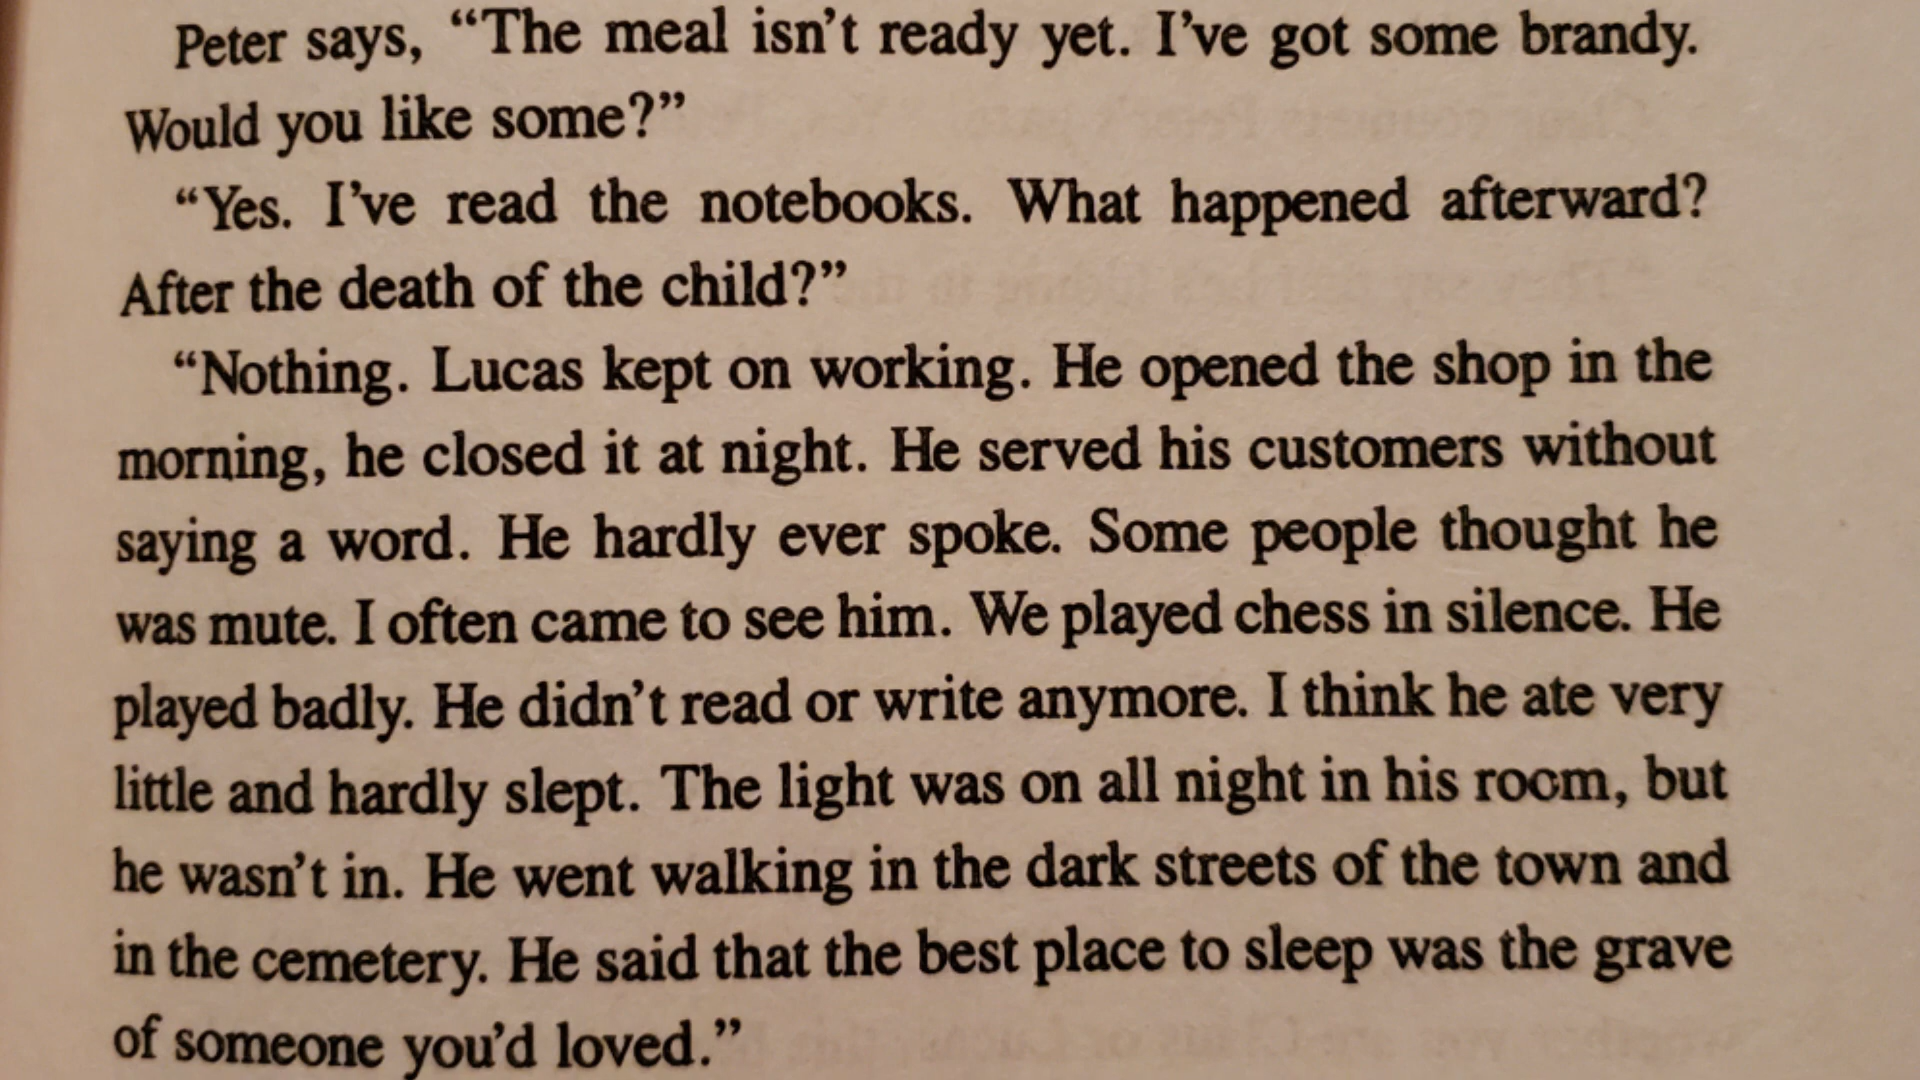 Peter says, “The meal isn’t ready yet. I’ve got some brandy.
Would you like some?”
“Yes. I’ve read the notebooks. What happened afterward?
After the death of the child?”
“Nothing. Lucas kept on working. He opened the shop in the
morning, he closed it at night. He served his customers without
saying a word. He hardly ever spoke. Some people thought he
was mute. I often came to see him. We played chess in silence. He
played badly. He didn’t read or write anymore. I think he ate very
little and hardly slept. The light was on all night in his room, but
he wasn’t in. He went walking in the dark streets of the town and
in the cemetery. He said that the best place to sleep was the grave
of someone you’d loved.”